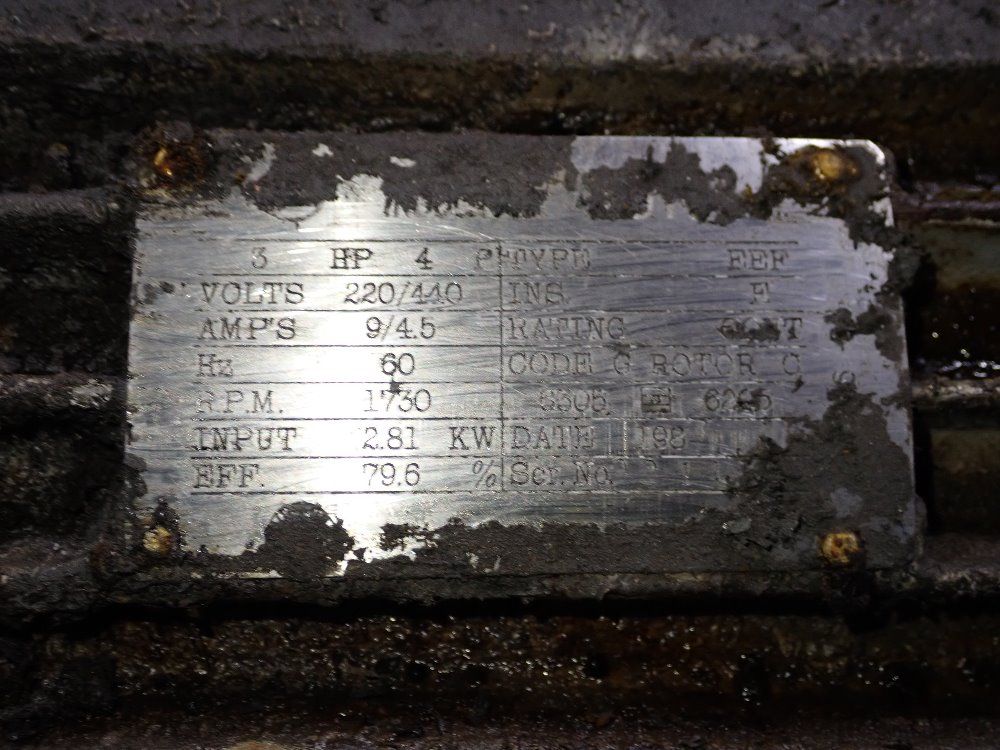 3 HP 4 P TYPE EEF
VOLTS 220/440 INS. F
AMP'S 9/4.5 RATING
Hz 60 CODE G ROTOR C
R.P.M. 1730
INPUT 2.81 KW DATE 198
EFF. 79.6 % Ser. No.